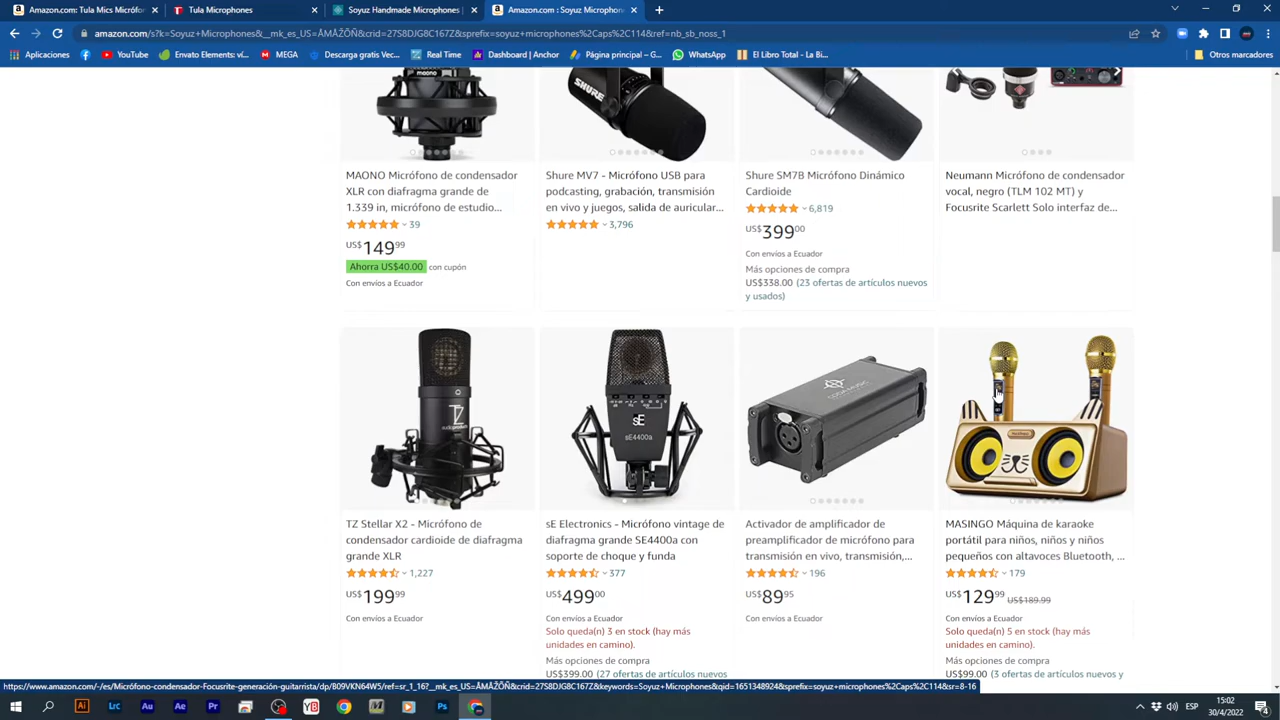 Amazon.com: Tula Mics Micrófon
Tula Micrófono
Soyuz Microphones
Amazon.com : Soyuz Microphones
amazon.com/s?k=Soyuz+Microphones&__mk_es_US=ÅMÅŽÕÑ&crid=27S8DJG8C167Z&sprefix=soyuz+microphones%2Caps%2C114&ref=nb_sb_noss_1
Aplicaciones
YouTube
Envato Elements: ví...
MEGA
Descarga gratis Vec...
Real Time
Dashboard | Anchor
Página principal – G...
WhatsApp
El Libro Total - La Bi...
Otros marcadores
maono
SHURE
MAONO Micrófono de condensador
XLR con diafragma grande de
1.339 in, micrófono de estudio...
39
US$149.99
Ahorra US$40.00 con cupón
Con envíos a Ecuador
Shure MV7 - Micrófono USB para
podcasting, grabación, transmisión
en vivo y juegos, salida de auricular...
3,796
Shure SM7B Micrófono Dinámico
Cardioide
6,819
US$399.00
Con envíos a Ecuador
Más opciones de compra
US$338.00 (23 ofertas de artículos nuevos
y usados)
Neumann Micrófono de condensador
vocal, negro (TLM 102 MT) y
Focusrite Scarlett Solo interfaz de...
TZ
sE
sE4400a
TZ Stellar X2 - Micrófono de
condensador cardioide de diafragma
grande XLR
1,227
US$199.99
Con envíos a Ecuador
sE Electronics - Micrófono vintage de
diafragma grande SE4400a con
soporte de choque y funda
377
US$499.00
Con envíos a Ecuador
Solo queda(n) 3 en stock (hay más
unidades en camino).
Más opciones de compra
US$399.00 (27 ofertas de artículos nuevos
Activador de amplificador de
preamplificador de micrófono para
transmisión en vivo, transmisión,...
196
US$89.95
Con envíos a Ecuador
MASINGO Máquina de karaoke
portátil para niños, niños y niños
pequeños con altavoces Bluetooth, ...
179
US$129.99 US$189.99
Con envíos a Ecuador
Solo queda(n) 5 en stock (hay más
unidades en camino).
Más opciones de compra
US$99.00 (3 ofertas de artículos nuevos y
https://www.amazon.com/-/es/Micrófono-condensador-Focusrite-generación-guitarrista/dp/B09VKN64W5/ref=sr_1_16?__mk_es_US=ÅMÅŽÕÑ&crid=27S8DJG8C167Z&keywords=Soyuz+Microphones&qid=1651348924&sprefix=soyuz+microphones%2Caps%2C114&sr=8-16
ESP
15:02
30/4/2022
4